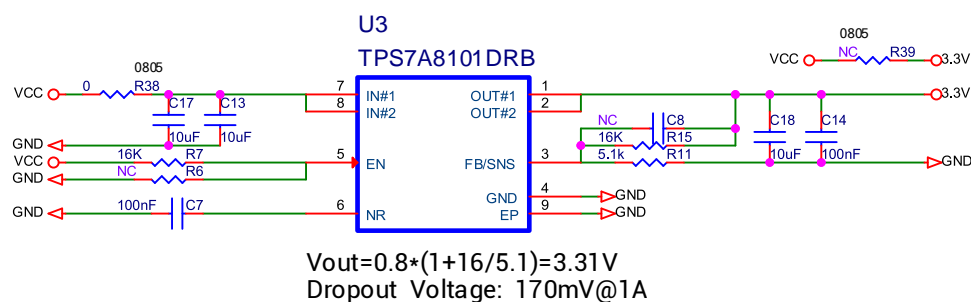 U3
TPS7A8101DRB
0805
0805
VCC NC R39 3.3V
VCC 0 R38 7 IN#1 OUT#1 1 3.3V
C17 C13 8 IN#2 OUT#2 2
NC C8 C18 C14
10uF 10uF 16K R15
GND
VCC 16K R7 5 EN FB/SNS 3 5.1k R11 10uF 100nF GND
GND NC R6
GND 4 GND
GND 100nF C7 6 NR EP 9 GND
Vout=0.8*(1+16/5.1)=3.31V
Dropout Voltage: 170mV@1A